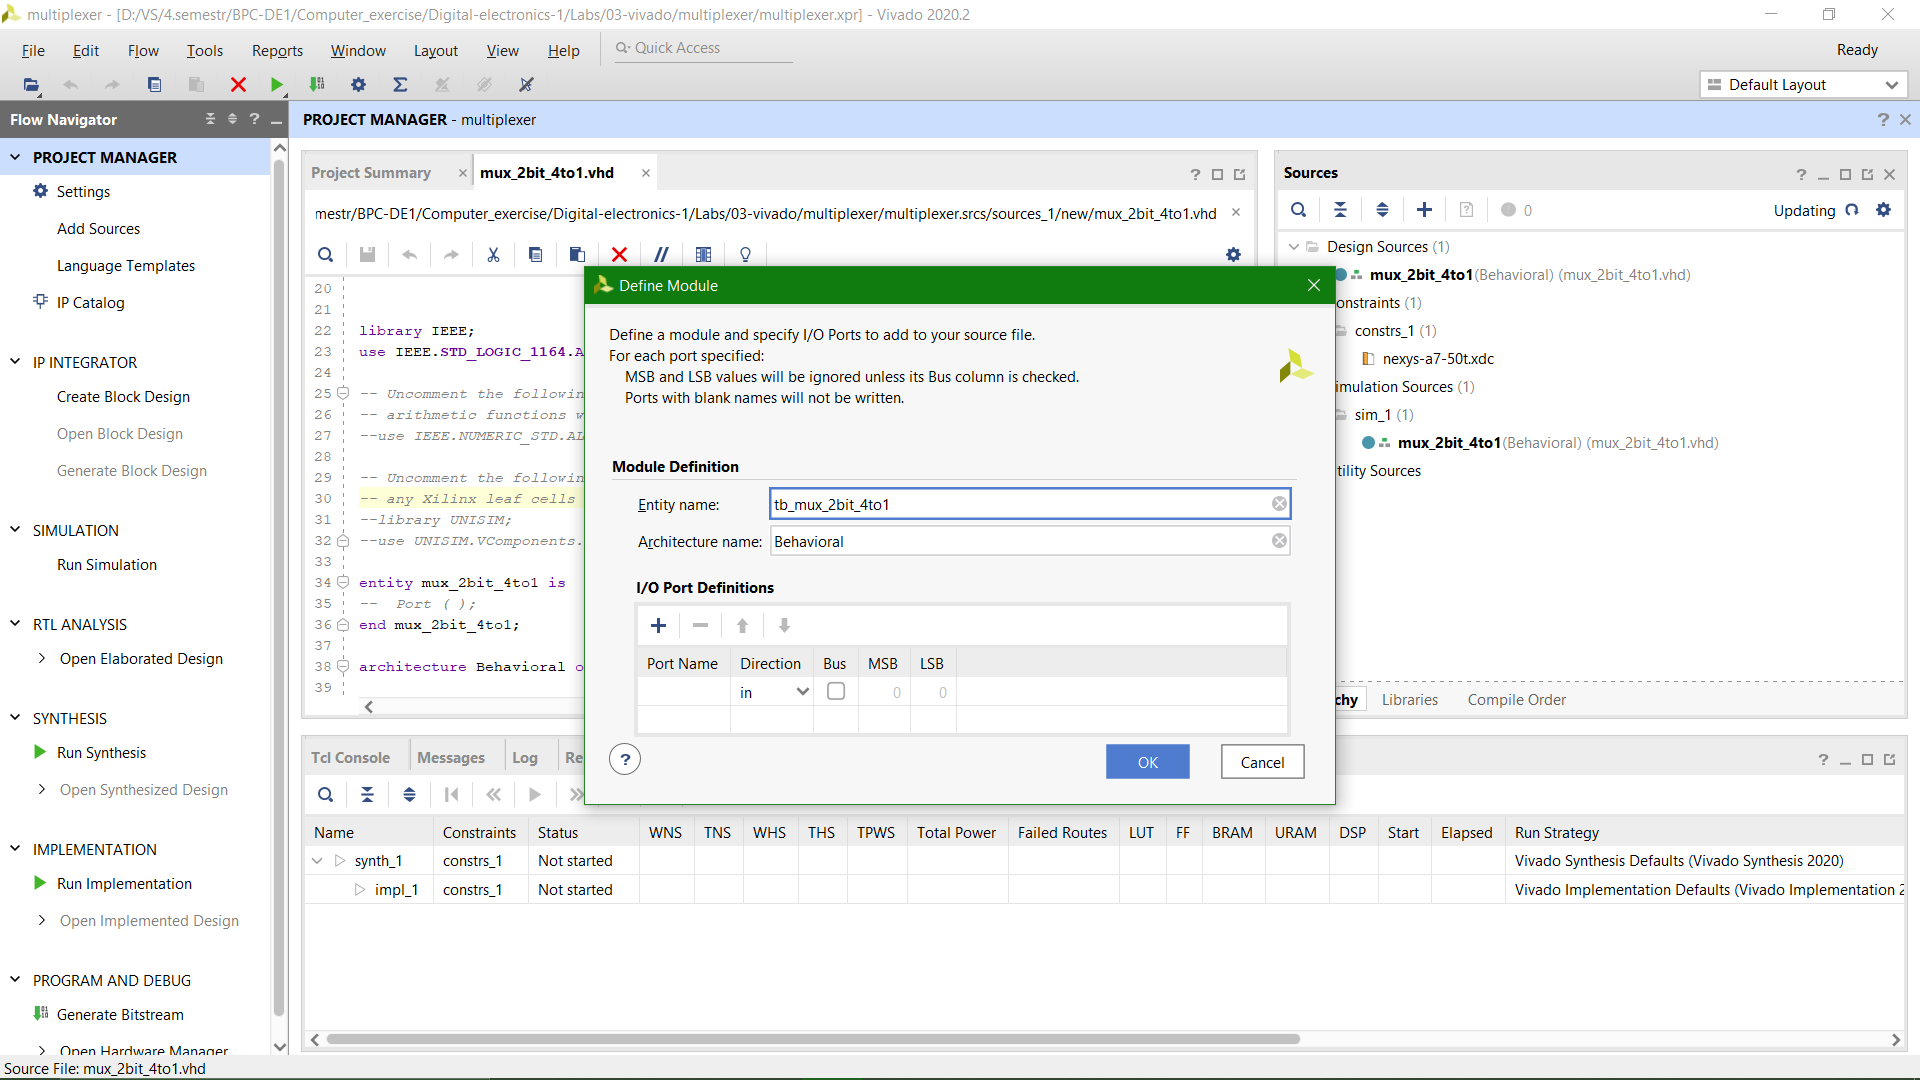 multiplexer - [D:/VS/4.semestr/BPC-DE1/Computer_exercise/Digital-electronics-1/Labs/03-vivado/multiplexer/multiplexer.xpr] - Vivado 2020.2
File Edit Flow Tools Reports Window Layout View Help Quick Access Ready
Default Layout
Flow Navigator
PROJECT MANAGER
Settings
Add Sources
Language Templates
IP Catalog
IP INTEGRATOR
Create Block Design
Open Block Design
Generate Block Design
SIMULATION
Run Simulation
RTL ANALYSIS
Open Elaborated Design
SYNTHESIS
Run Synthesis
Open Synthesized Design
IMPLEMENTATION
Run Implementation
Open Implemented Design
PROGRAM AND DEBUG
Generate Bitstream
Open Hardware Manager
PROJECT MANAGER - multiplexer
Project Summary mux_2bit_4to1.vhd
mestr/BPC-DE1/Computer_exercise/Digital-electronics-1/Labs/03-vivado/multiplexer/multiplexer.srcs/sources_1/new/mux_2bit_4to1.vhd
20
21
22 library IEEE;
23 use IEEE.STD_LOGIC_1164.A
24
25 -- Uncomment the followin
26 -- arithmetic functions w
27 --use IEEE.NUMERIC_STD.AL
28
29 -- Uncomment the followin
30 -- any Xilinx leaf cells
31 --library UNISIM;
32 --use UNISIM.VComponents.
33
34 entity mux_2bit_4to1 is
35 --  Port ( );
36 end mux_2bit_4to1;
37
38 architecture Behavioral o
39
Define Module
Define a module and specify I/O Ports to add to your source file.
For each port specified:
MSB and LSB values will be ignored unless its Bus column is checked.
Ports with blank names will not be written.
Module Definition
Entity name: tb_mux_2bit_4to1
Architecture name: Behavioral
I/O Port Definitions
Port Name Direction Bus MSB LSB
in 0 0
? OK Cancel
Sources
0 Updating
Design Sources (1)
mux_2bit_4to1(Behavioral) (mux_2bit_4to1.vhd)
onstraints (1)
constrs_1 (1)
nexys-a7-50t.xdc
imulation Sources (1)
sim_1 (1)
mux_2bit_4to1(Behavioral) (mux_2bit_4to1.vhd)
tility Sources
chy Libraries Compile Order
Tcl Console Messages Log Re
Name Constraints Status WNS TNS WHS THS TPWS Total Power Failed Routes LUT FF BRAM URAM DSP Start Elapsed Run Strategy
synth_1 constrs_1 Not started Vivado Synthesis Defaults (Vivado Synthesis 2020)
impl_1 constrs_1 Not started Vivado Implementation Defaults (Vivado Implementation 2
Source File: mux_2bit_4to1.vhd